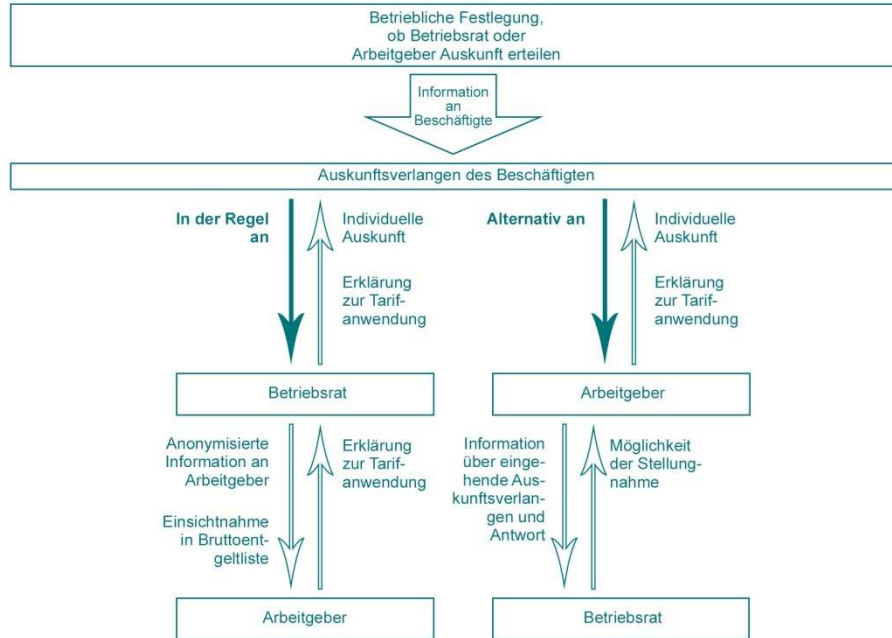 Betriebliche Festlegung,
ob Betriebsrat oder
Arbeitgeber Auskunft erteilen
Information
an
Beschäftigte
Auskunftsverlangen des Beschäftigten
In der Regel
an
Individuelle
Auskunft
Erklärung
zur Tarif-
anwendung
Alternativ an
Individuelle
Auskunft
Erklärung
zur Tarif-
anwendung
Betriebsrat
Arbeitgeber
Anonymisierte
Information an
Arbeitgeber
Einsichtnahme
in Bruttoent-
geltliste
Erklärung
zur Tarif-
anwendung
Information
über einge-
hende Aus-
kunftsverlan-
gen und
Antwort
Möglichkeit
der Stellung-
nahme
Arbeitgeber
Betriebsrat